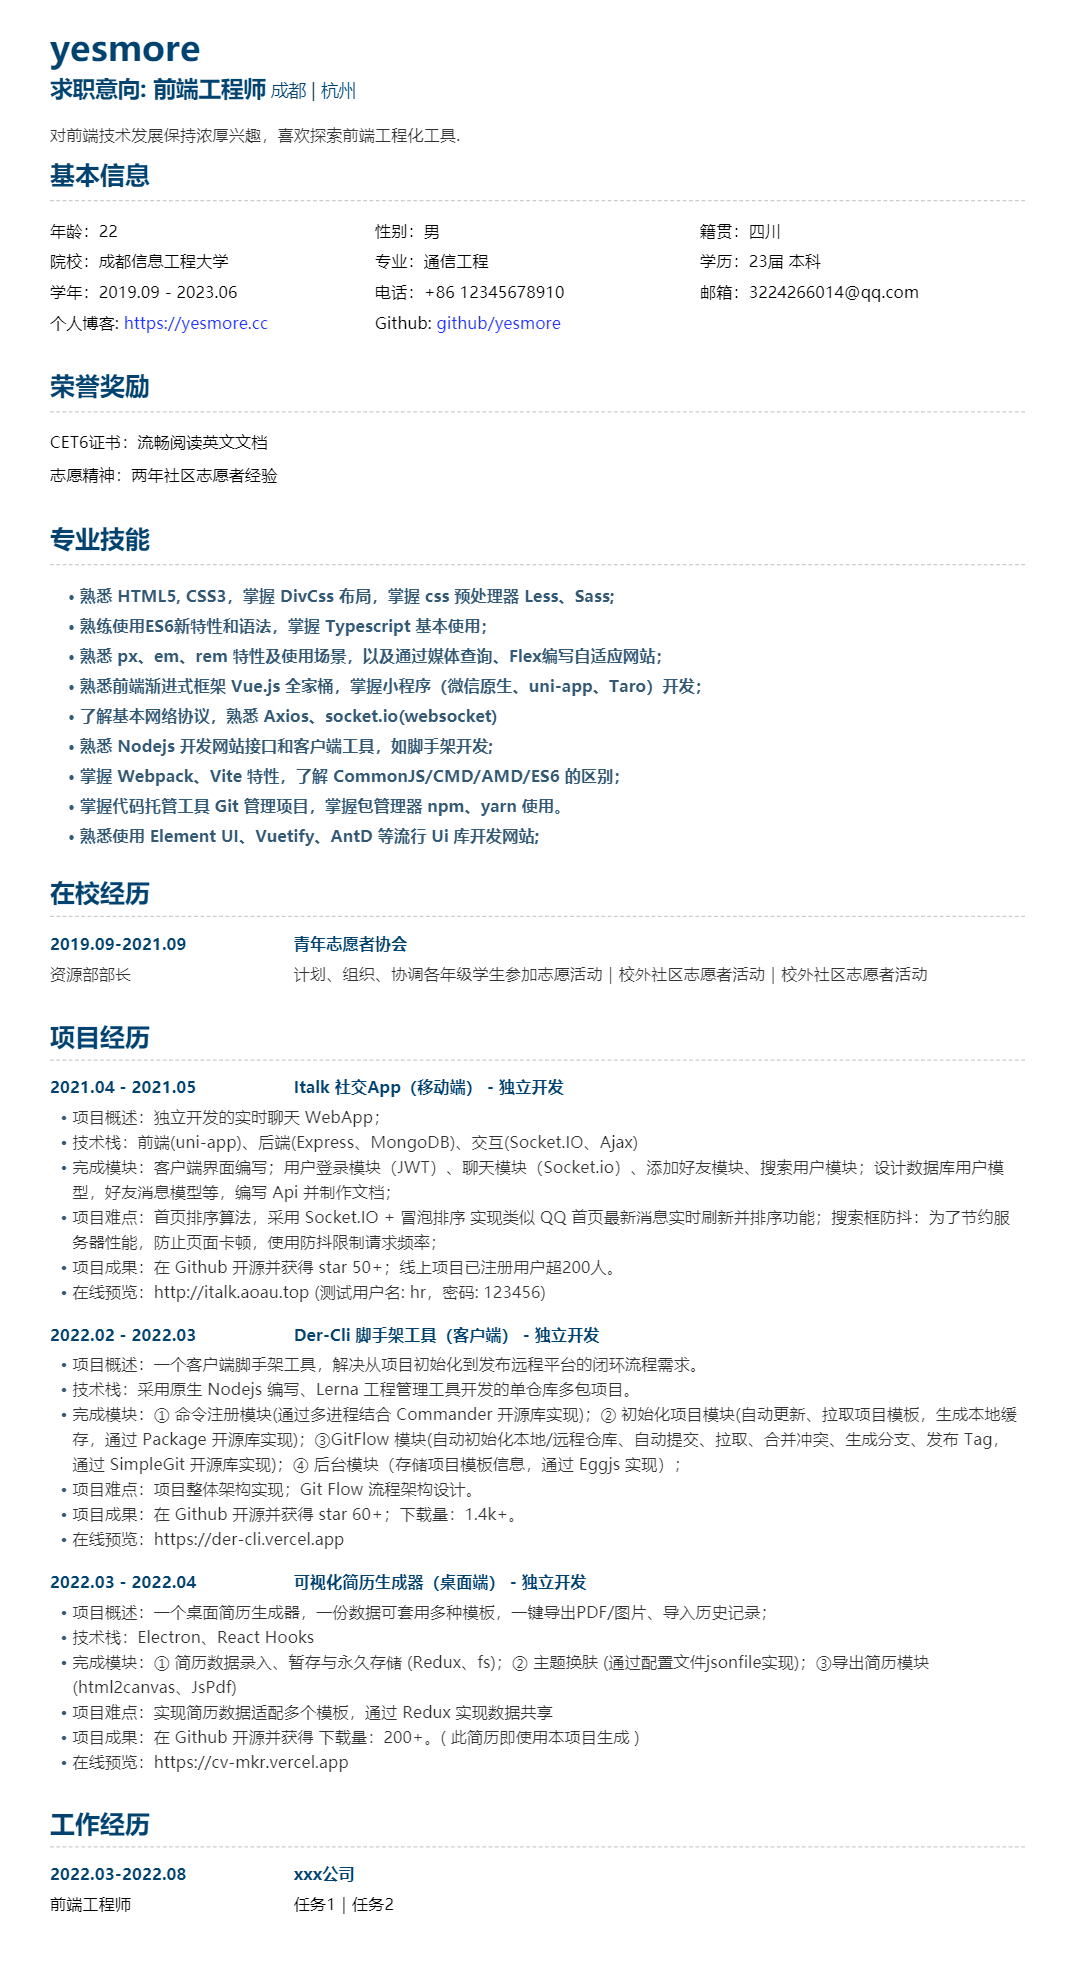 yesmore
求职意向: 前端工程师 成都 | 杭州
对前端技术发展保持浓厚兴趣，喜欢探索前端工程化工具.
基本信息
年龄：22 性别：男 籍贯：四川
院校：成都信息工程大学 专业：通信工程 学历：23届 本科
学年：2019.09 - 2023.06 电话：+86 12345678910 邮箱：3224266014@qq.com
个人博客: https://yesmore.cc Github: github/yesmore
荣誉奖励
CET6证书：流畅阅读英文文档
志愿精神：两年社区志愿者经验
专业技能
• 熟悉 HTML5, CSS3，掌握 DivCss 布局，掌握 css 预处理器 Less、Sass;
• 熟练使用ES6新特性和语法，掌握 Typescript 基本使用；
• 熟悉 px、em、rem 特性及使用场景，以及通过媒体查询、Flex编写自适应网站；
• 熟悉前端渐进式框架 Vue.js 全家桶，掌握小程序（微信原生、uni-app、Taro）开发；
• 了解基本网络协议，熟悉 Axios、socket.io(websocket)
• 熟悉 Nodejs 开发网站接口和客户端工具，如脚手架开发;
• 掌握 Webpack、Vite 特性，了解 CommonJS/CMD/AMD/ES6 的区别；
• 掌握代码托管工具 Git 管理项目，掌握包管理器 npm、yarn 使用。
• 熟悉使用 Element UI、Vuetify、AntD 等流行 Ui 库开发网站;
在校经历
2019.09-2021.09 青年志愿者协会
资源部部长 计划、组织、协调各年级学生参加志愿活动 | 校外社区志愿者活动 | 校外社区志愿者活动
项目经历
2021.04 - 2021.05 Italk 社交App（移动端） - 独立开发
• 项目概述：独立开发的实时聊天 WebApp；
• 技术栈：前端(uni-app)、后端(Express、MongoDB)、交互(Socket.IO、Ajax)
• 完成模块：客户端界面编写；用户登录模块（JWT）、聊天模块（Socket.io）、添加好友模块、搜索用户模块；设计数据库用户模
型，好友消息模型等，编写 Api 并制作文档；
• 项目难点：首页排序算法，采用 Socket.IO + 冒泡排序 实现类似 QQ 首页最新消息实时刷新并排序功能；搜索框防抖：为了节约服
务器性能，防止页面卡顿，使用防抖限制请求频率；
• 项目成果：在 Github 开源并获得 star 50+；线上项目已注册用户超200人。
• 在线预览：http://italk.aoau.top (测试用户名: hr，密码: 123456)
2022.02 - 2022.03 Der-Cli 脚手架工具（客户端） - 独立开发
• 项目概述：一个客户端脚手架工具，解决从项目初始化到发布远程平台的闭环流程需求。
• 技术栈：采用原生 Nodejs 编写、Lerna 工程管理工具开发的单仓库多包项目。
• 完成模块：① 命令注册模块(通过多进程结合 Commander 开源库实现)；② 初始化项目模块(自动更新、拉取项目模板，生成本地缓
存，通过 Package 开源库实现)；③GitFlow 模块(自动初始化本地/远程仓库、自动提交、拉取、合并冲突、生成分支、发布 Tag，
通过 SimpleGit 开源库实现)；④ 后台模块（存储项目模板信息，通过 Eggjs 实现）；
• 项目难点：项目整体架构实现；Git Flow 流程架构设计。
• 项目成果：在 Github 开源并获得 star 60+；下载量：1.4k+。
• 在线预览：https://der-cli.vercel.app
2022.03 - 2022.04 可视化简历生成器（桌面端） - 独立开发
• 项目概述：一个桌面简历生成器，一份数据可套用多种模板，一键导出PDF/图片、导入历史记录；
• 技术栈：Electron、React Hooks
• 完成模块：① 简历数据录入、暂存与永久存储 (Redux、fs)；② 主题换肤 (通过配置文件jsonfile实现)；③导出简历模块
(html2canvas、JsPdf)
• 项目难点：实现简历数据适配多个模板，通过 Redux 实现数据共享
• 项目成果：在 Github 开源并获得 下载量：200+。( 此简历即使用本项目生成 )
• 在线预览：https://cv-mkr.vercel.app
工作经历
2022.03-2022.08 xxx公司
前端工程师 任务1 | 任务2